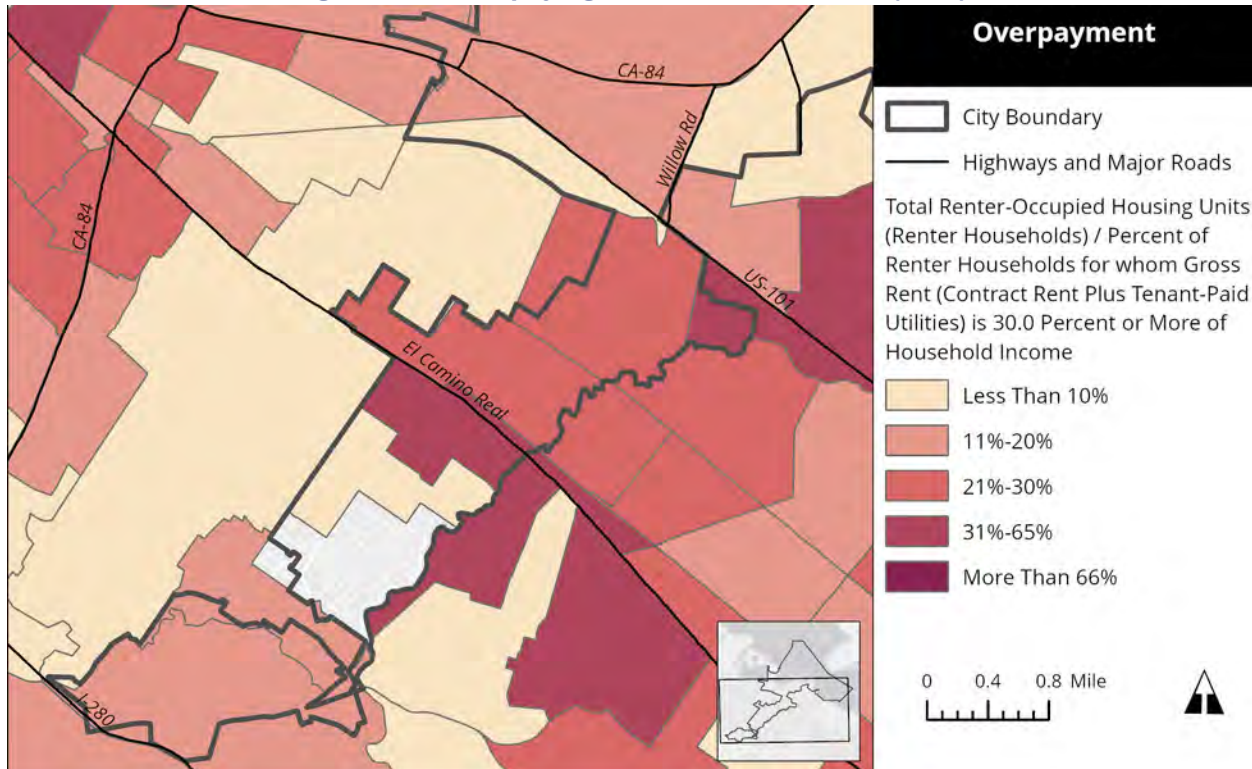 CA-84
Willow Rd
CA-84
US-101
El Camino Real
I-280
Overpayment
City Boundary
Highways and Major Roads
Total Renter-Occupied Housing Units
(Renter Households) / Percent of
Renter Households for whom Gross
Rent (Contract Rent Plus Tenant-Paid
Utilities) is 30.0 Percent or More of
Household Income
Less Than 10%
11%-20%
21%-30%
31%-65%
More Than 66%
0 0.4 0.8 Mile